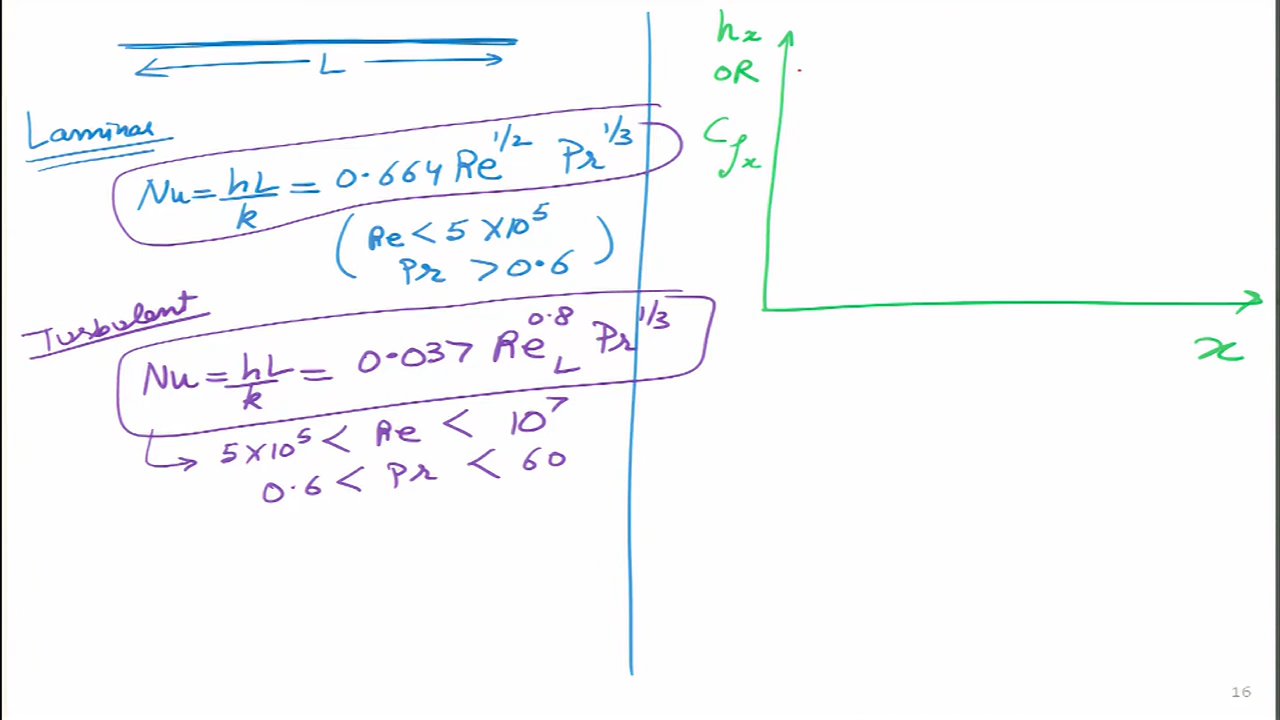 L
Laminar
Nu = hL/k = 0.664 Re^1/2 Pr^1/3
(Re < 5 × 10^5
Pr > 0.6)
Turbulent
Nu = hL/k = 0.037 Re_L^0.8 Pr^1/3
5×10^5 < Re < 10^7
0.6 < Pr < 60
h_x
OR
C_f_x
x
16